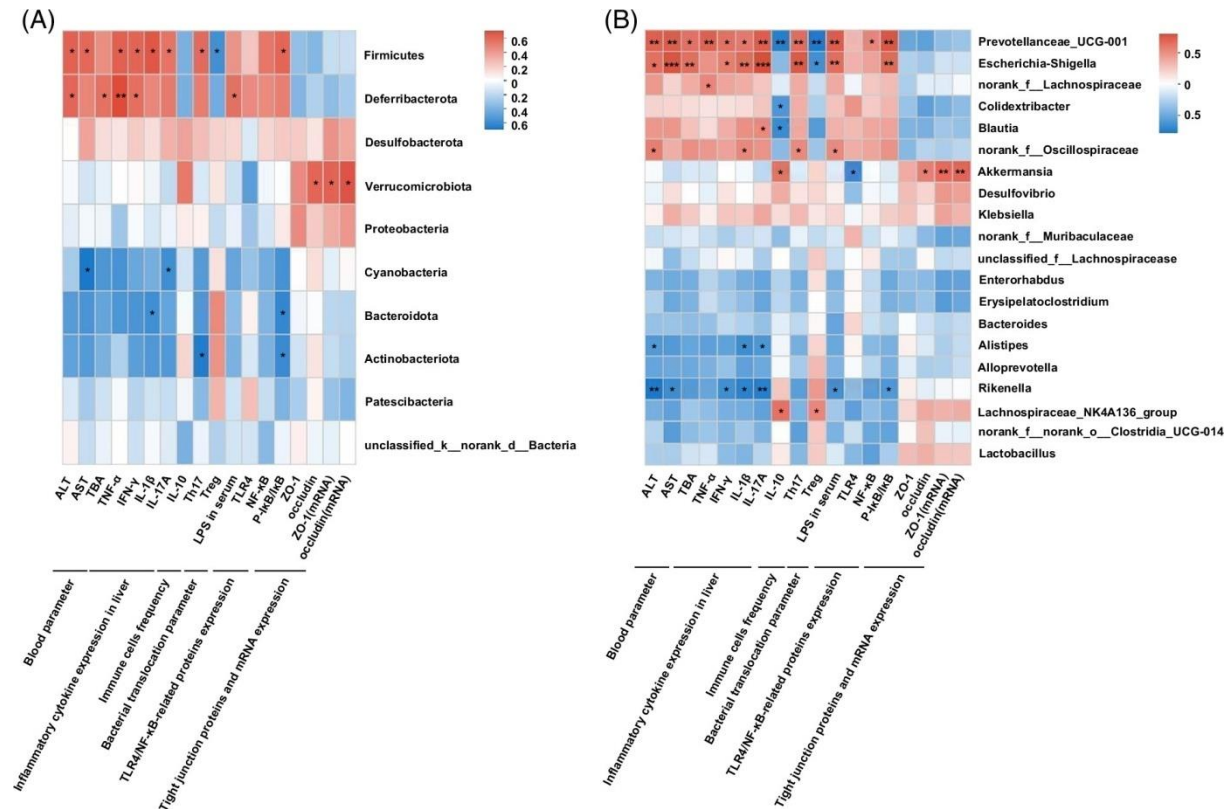 (A)
0.6
0.4
0.2
0.2
0.4
0.6
Firmicutes
Deferribacterota
Desulfobacterota
Verrucomicrobiota
Proteobacteria
Cyanobacteria
Bacteroidota
Actinobacteriota
Patescibacteria
unclassified_k__norank_d__Bacteria
ALT
AST
TBA
TNF-α
IFN-γ
IL-1β
IL-17A
IL-10
Th17
Treg
LPS in serum
TLR4
NF-κB
P-IκB/IκB
ZO-1
occludin
ZO-1(mRNA)
occludin(mRNA)
Blood parameter
Inflammatory cytokine expression in liver
Immune cells frequency
Bacterial translocation parameter
TLR4/NF-κB-related proteins expression
Tight junction proteins and mRNA expression
(B)
0.5
0
0.5
Prevotellanceae_UCG-001
Escherichia-Shigella
norank_f__Lachnospiraceae
Colidextribacter
Blautia
norank_f__Oscillospiraceae
Akkermansia
Desulfovibrio
Klebsiella
norank_f__Muribaculaceae
unclassified_f__Lachnospiracease
Enterorhabdus
Erysipelatoclostridium
Bacteroides
Alistipes
Alloprevotella
Rikenella
Lachnospiraceae_NK4A136_group
norank_f__norank_o__Clostridia_UCG-014
Lactobacillus
ALT
AST
TBA
TNF-α
IFN-γ
IL-1β
IL-17A
IL-10
Th17
Treg
LPS in serum
TLR4
NF-κB
P-IκB/IκB
ZO-1
occludin
ZO-1(mRNA)
occludin(mRNA)
Blood parameter
Inflammatory cytokine expression in liver
Immune cells frequency
Bacterial translocation parameter
TLR4/NF-κB-related proteins expression
Tight junction proteins and mRNA expression